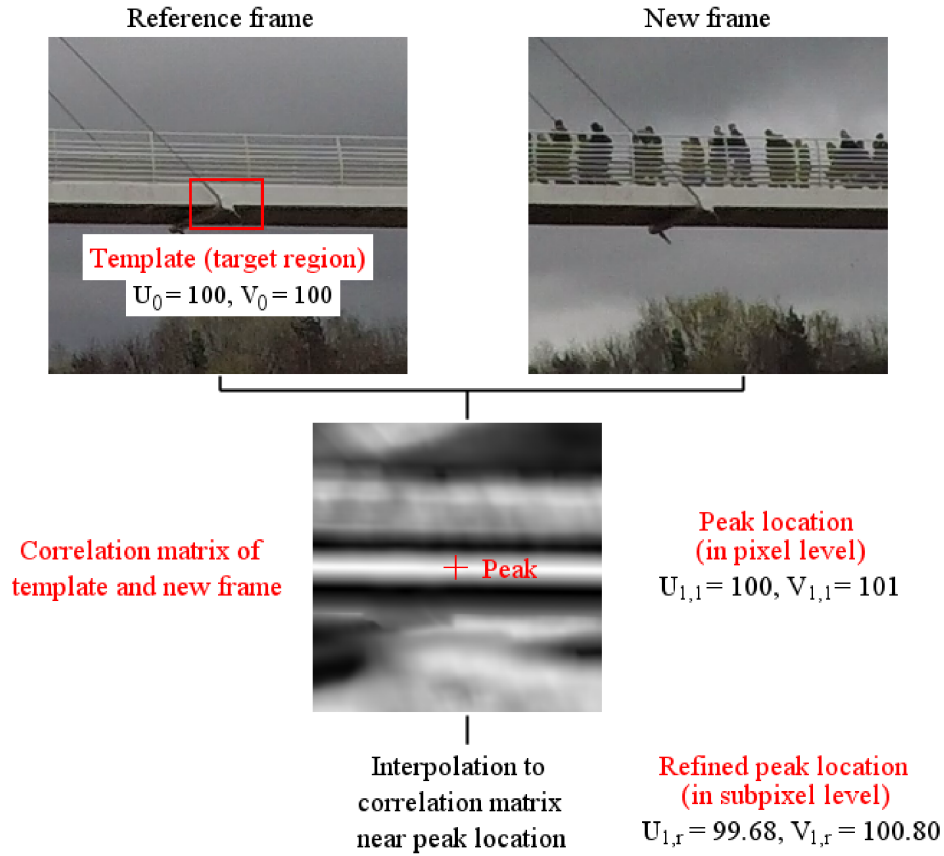 Reference frame
New frame
Template (target region)
U₀ = 100, V₀ = 100
Correlation matrix of
template and new frame
Peak
Peak location
(in pixel level)
U₁,₁ = 100, V₁,₁ = 101
Interpolation to
correlation matrix
near peak location
Refined peak location
(in subpixel level)
U₁,ᵣ = 99.68, V₁,ᵣ = 100.80